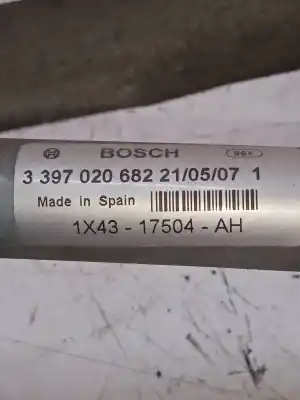 BOSCH
3 397 020 682 21/05/07 1
Made in Spain
1X43 - 17504 - AH